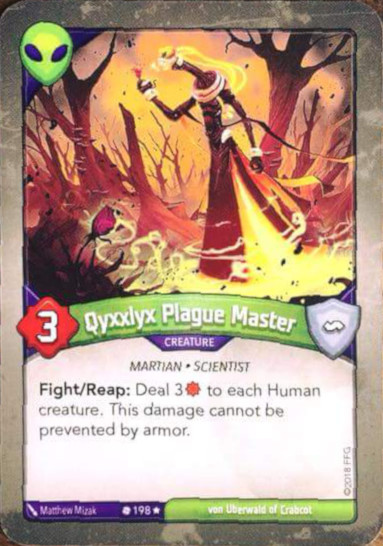 3
Qyxxlyx Plague Master
CREATURE
MARTIAN • SCIENTIST
Fight/Reap: Deal 3 to each Human
creature. This damage cannot be
prevented by armor.
©2018 FFG
Matthew Mizak
198★
von Uberwald of Crabcot